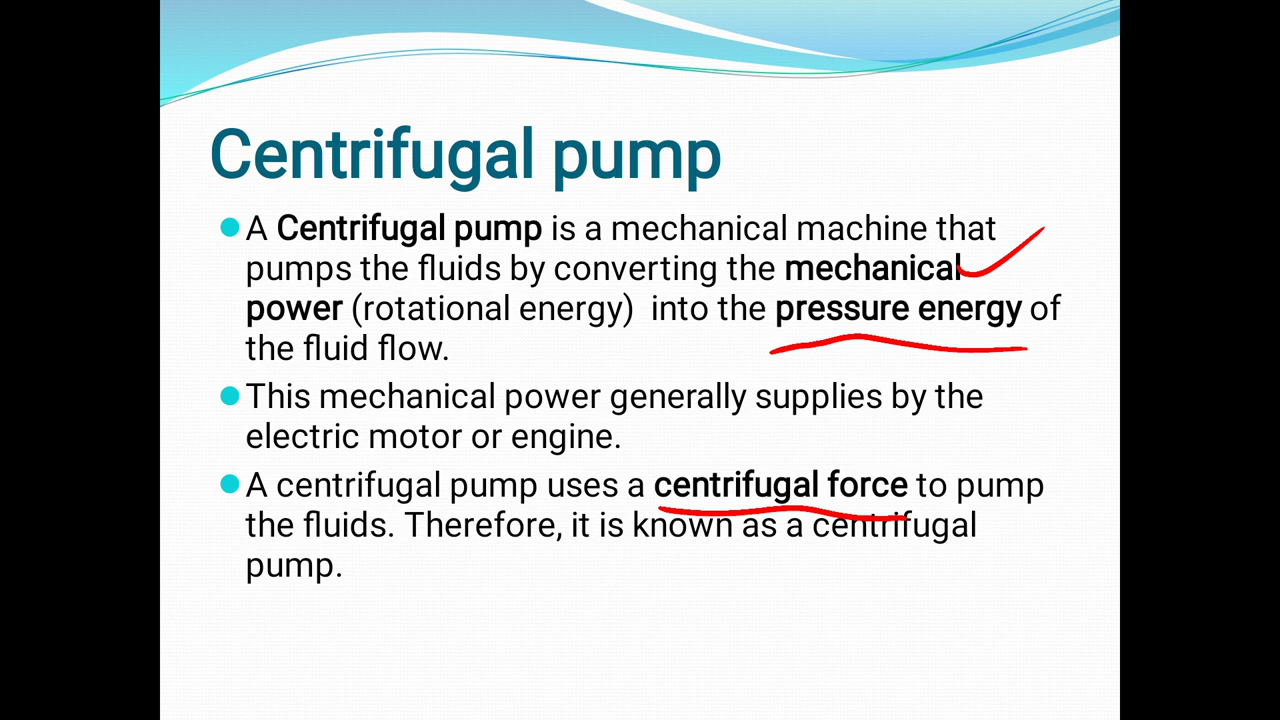 Centrifugal pump
A Centrifugal pump is a mechanical machine that
pumps the fluids by converting the mechanical
power (rotational energy)  into the pressure energy of
the fluid flow.
This mechanical power generally supplies by the
electric motor or engine.
A centrifugal pump uses a centrifugal force to pump
the fluids. Therefore, it is known as a centrifugal
pump.